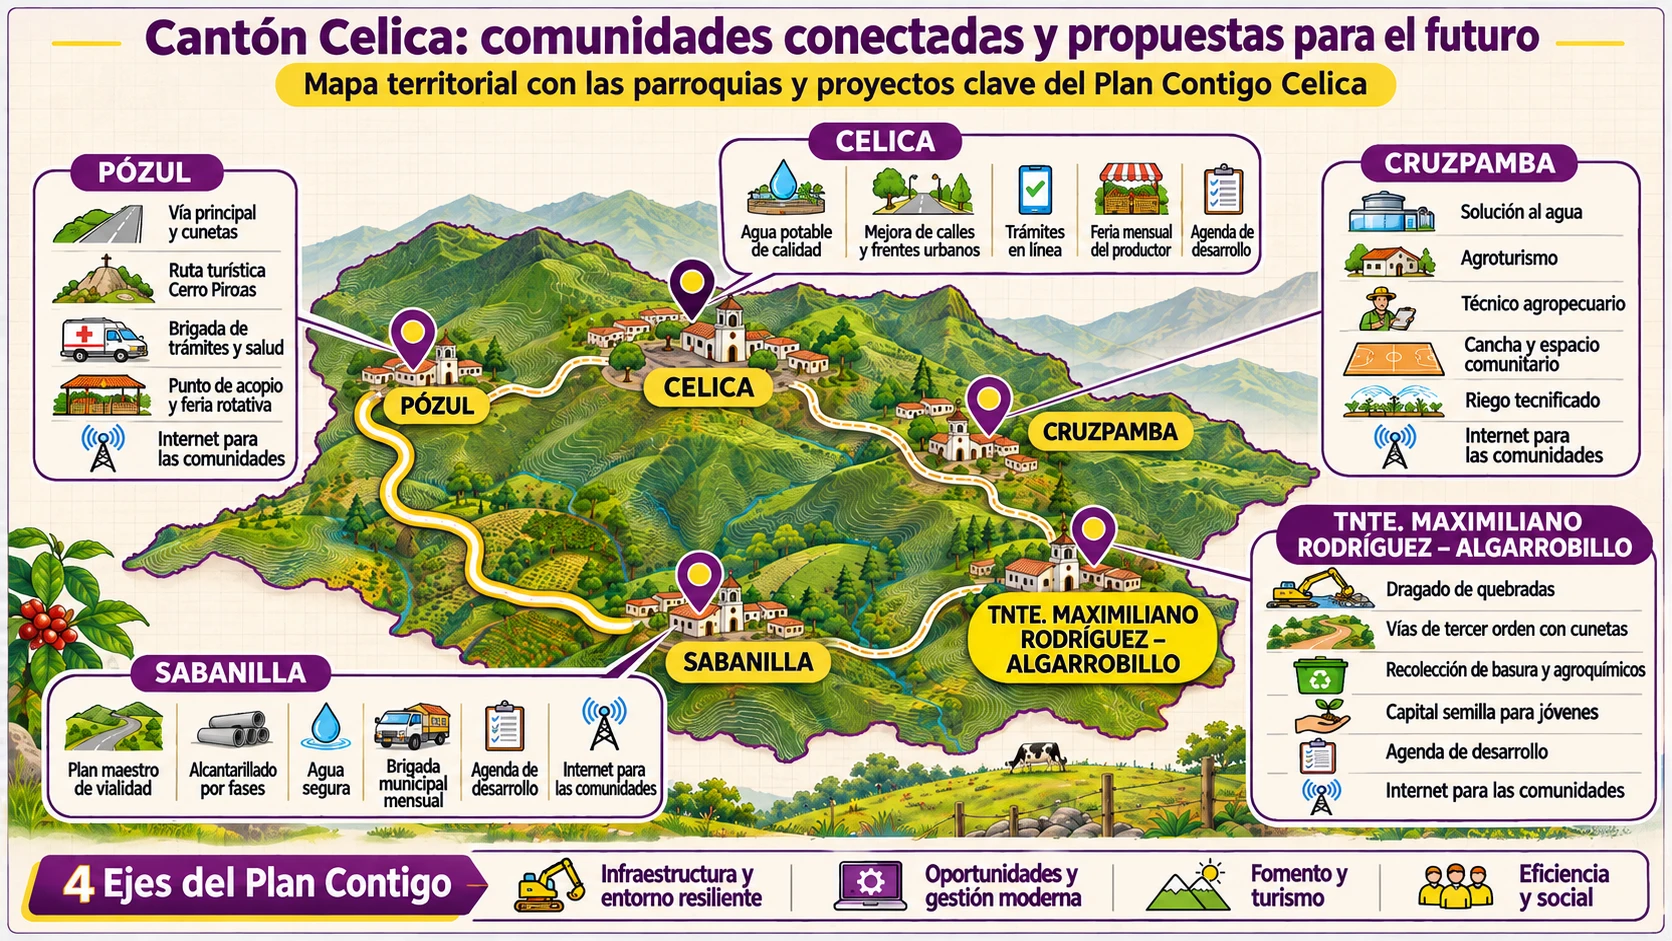 Cantón Celica: comunidades conectadas y propuestas para el futuro
Mapa territorial con las parroquias y proyectos clave del Plan Contigo Celica
PÓZUL
Vía principal
y cunetas
Ruta turística
Cerro Piroas
Brigada de
trámites y salud
Punto de acopio
y feria rotativa
Internet para
las comunidades
CELICA
Agua potable
de calidad
Mejora de calles
y frentes urbanos
Trámites
en línea
Feria mensual
del productor
Agenda de
desarrollo
CRUZPAMBA
Solución al agua
Agroturismo
Técnico agropecuario
Cancha y espacio
comunitario
Riego tecnificado
Internet para
las comunidades
PÓZUL
CELICA
CRUZPAMBA
SABANILLA
TNTE. MAXIMILIANO
RODRÍGUEZ –
ALGARROBILLO
TNTE. MAXIMILIANO
RODRÍGUEZ – ALGARROBILLO
Dragado de quebradas
Vías de tercer orden con cunetas
Recolección de basura y agroquímicos
Capital semilla para jóvenes
Agenda de desarrollo
Internet para las comunidades
SABANILLA
Plan maestro
de vialidad
Alcantarillado
por fases
Agua
segura
Brigada
municipal
mensual
Agenda de
desarrollo
Internet para
las comunidades
4 Ejes del Plan Contigo
Infraestructura y
entorno resiliente
Oportunidades y
gestión moderna
Fomento y
turismo
Eficiencia
y social